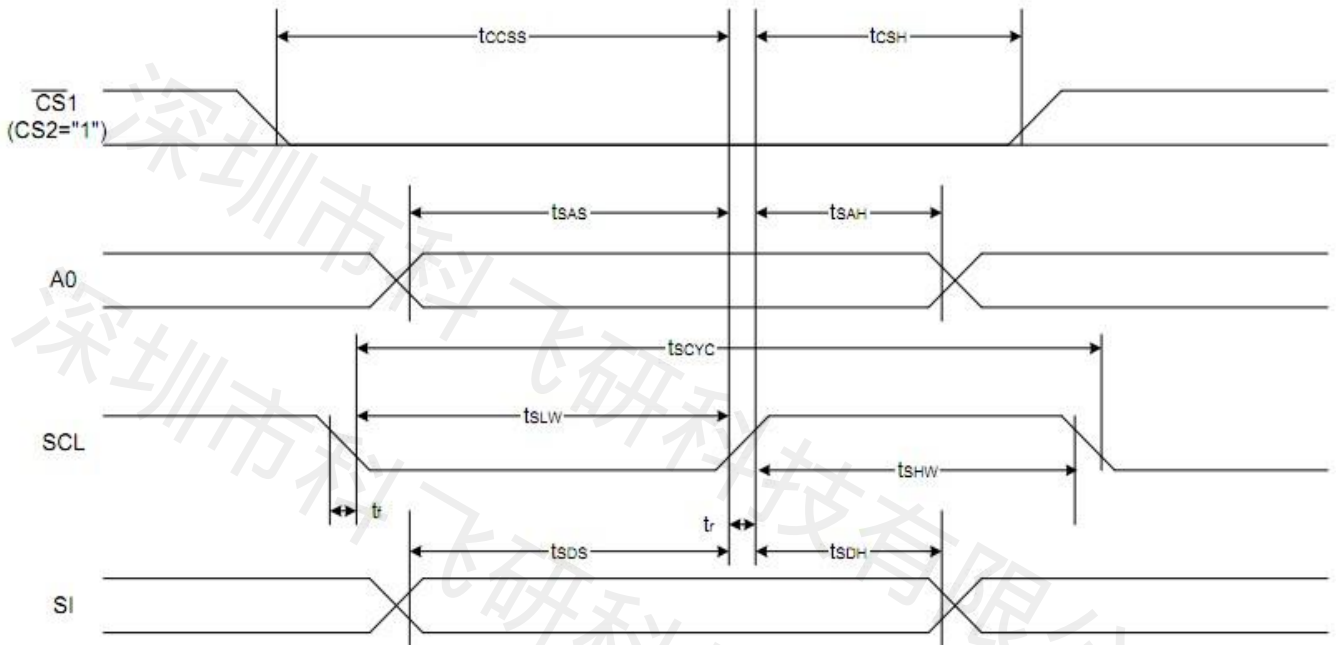 tCCSS
tCSH
CS1
(CS2="1")
tSAS
tSAH
A0
tSCYC
tSLW
SCL
tSHW
tf
tr
tSDS
tSDH
SI
深圳市科飞研科技有限公
深圳市科飞研科